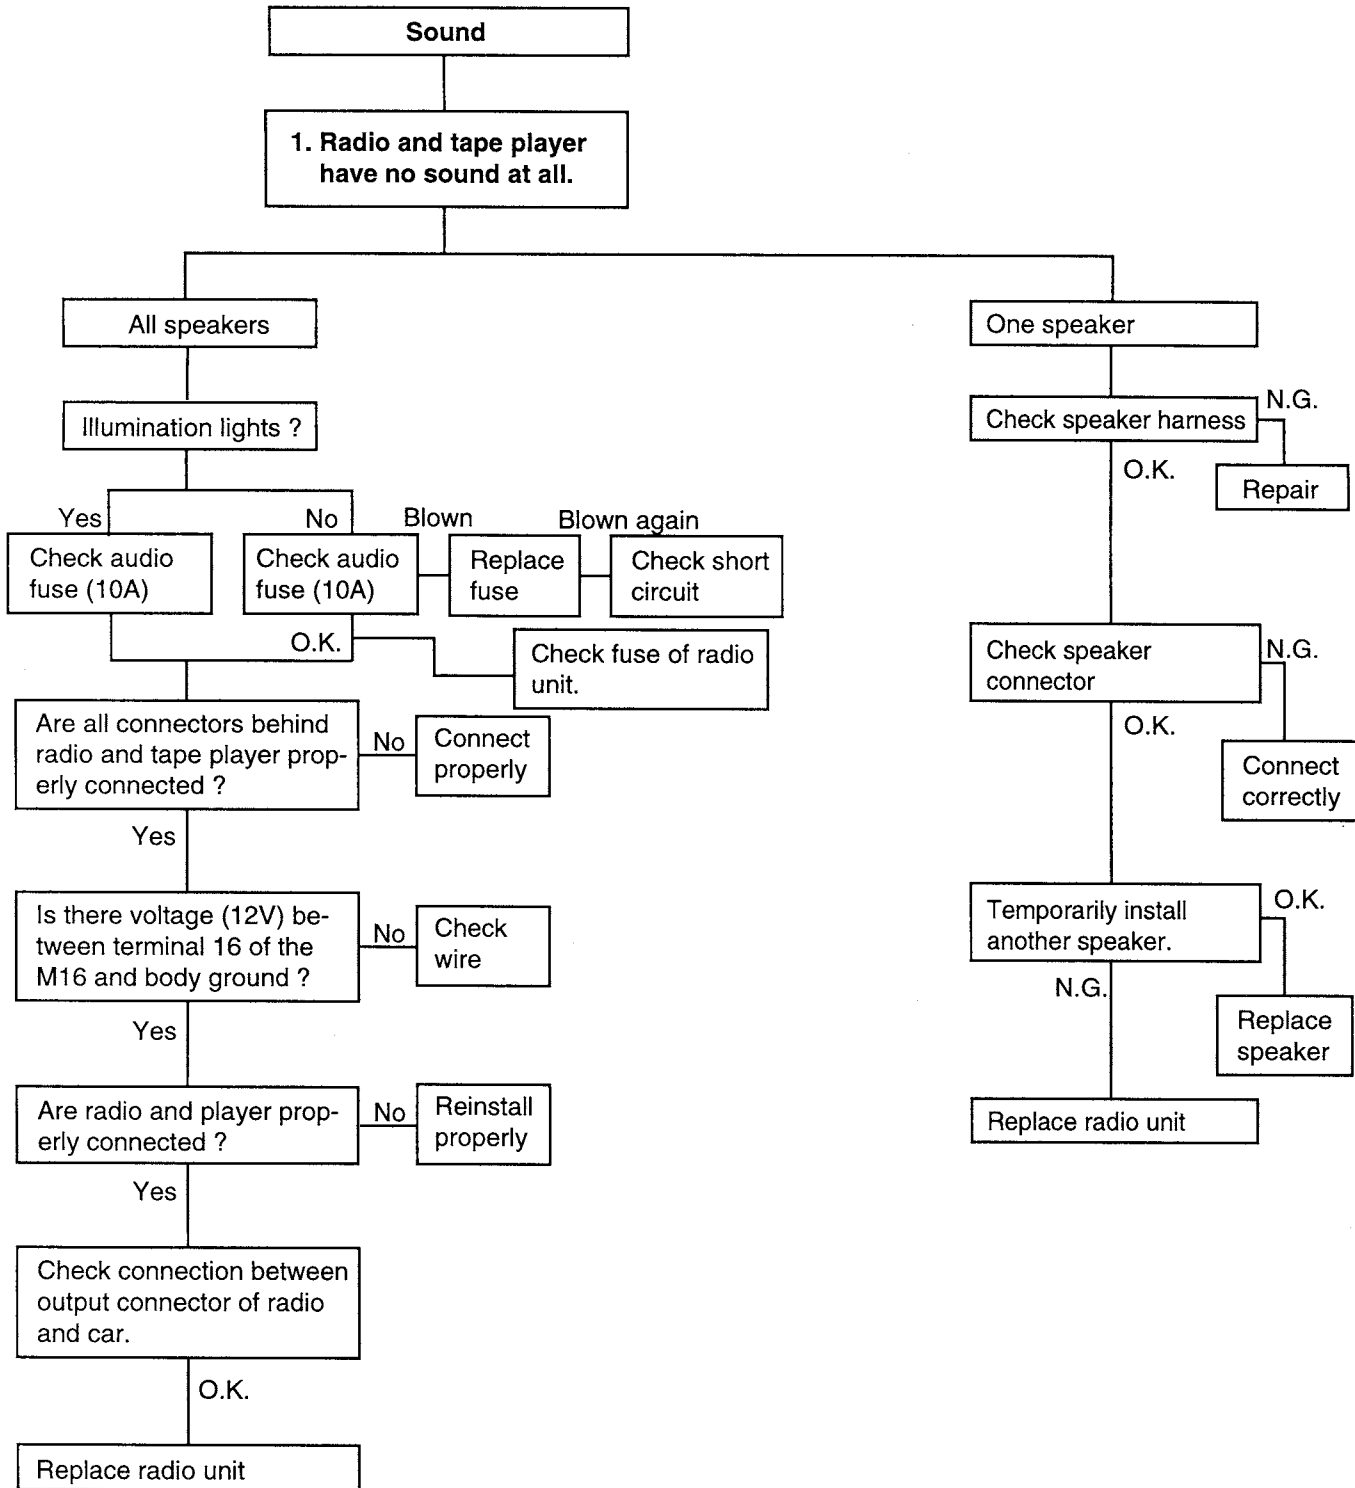 Sound
1. Radio and tape player
have no sound at all.
All speakers
Illumination lights ?
Yes
No
Blown
Blown again
Check audio
fuse (10A)
Check audio
fuse (10A)
Replace
fuse
Check short
circuit
O.K.
Check fuse of radio
unit.
Are all connectors behind
radio and tape player prop-
erly connected ?
No
Connect
properly
Yes
Is there voltage (12V) be-
tween terminal 16 of the
M16 and body ground ?
No
Check
wire
Yes
Are radio and player prop-
erly connected ?
No
Reinstall
properly
Yes
Check connection between
output connector of radio
and car.
O.K.
Replace radio unit
One speaker
Check speaker harness
N.G.
Repair
O.K.
Check speaker
connector
N.G.
Connect
correctly
O.K.
Temporarily install
another speaker.
O.K.
Replace
speaker
N.G.
Replace radio unit